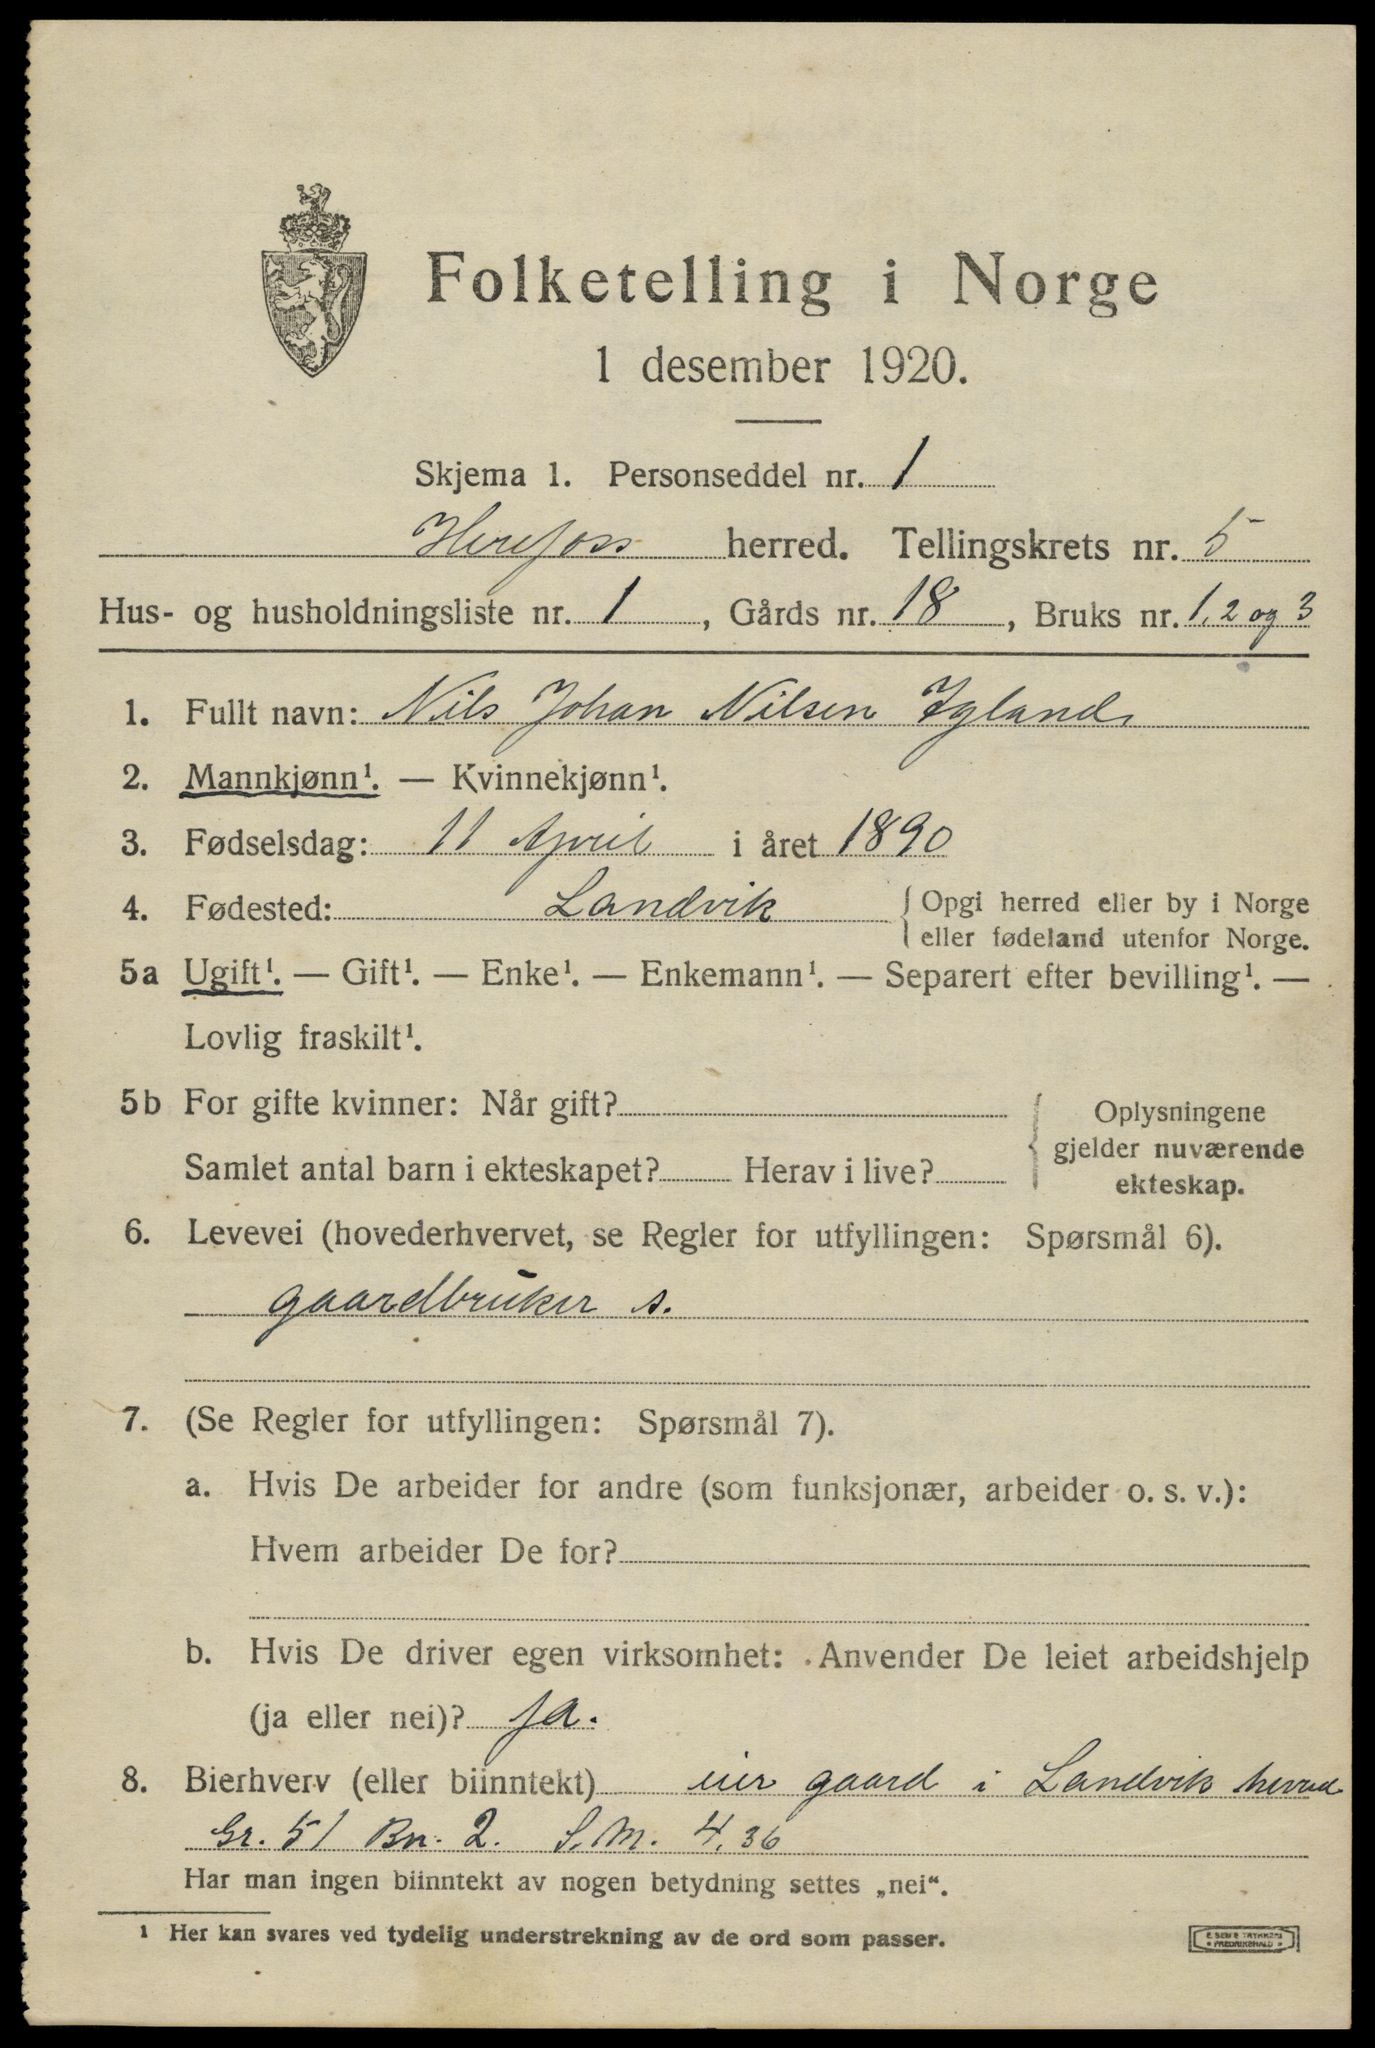 Folketelling i Norge
1 desember 1920.
Skjema 1. Personseddel nr. 1
Herefoss herred. Tellingskrets nr. 5
Hus- og husholdningsliste nr. 1, Gårds nr. 18, Bruks nr. 1, 2 og 3
1. Fullt navn: Nils Johan Nilsen Igland
2. Mannkjønn¹. — Kvinnekjønn¹.
3. Fødselsdag: 11 April i året 1890
4. Fødested: Landvik { Opgi herred eller by i Norge
eller fødeland utenfor Norge.
5a Ugift¹. — Gift¹. — Enke¹. — Enkemann¹. — Separert efter bevilling¹. —
Lovlig fraskilt¹.
5b For gifte kvinner: Når gift? { Oplysningene
gjelder nuværende
Samlet antal barn i ekteskapet? Herav i live?
ekteskap.
6. Levevei (hovederhvervet, se Regler for utfyllingen: Spørsmål 6).
gaardbruker s.
7. (Se Regler for utfyllingen: Spørsmål 7).
a. Hvis De arbeider for andre (som funksjonær, arbeider o. s. v.):
Hvem arbeider De for?
b. Hvis De driver egen virksomhet: Anvender De leiet arbeidshjelp
(ja eller nei)? ja.
8. Bierhverv (eller biinntekt) eier gaard i Landvik herred
Gr. 51 Bn. 2. S.M. 4,36
Har man ingen biinntekt av nogen betydning settes „nei“.
1 Her kan svares ved tydelig understrekning av de ord som passer.
E SEM'S TRYKKERI
• FREDRIKSHALD •